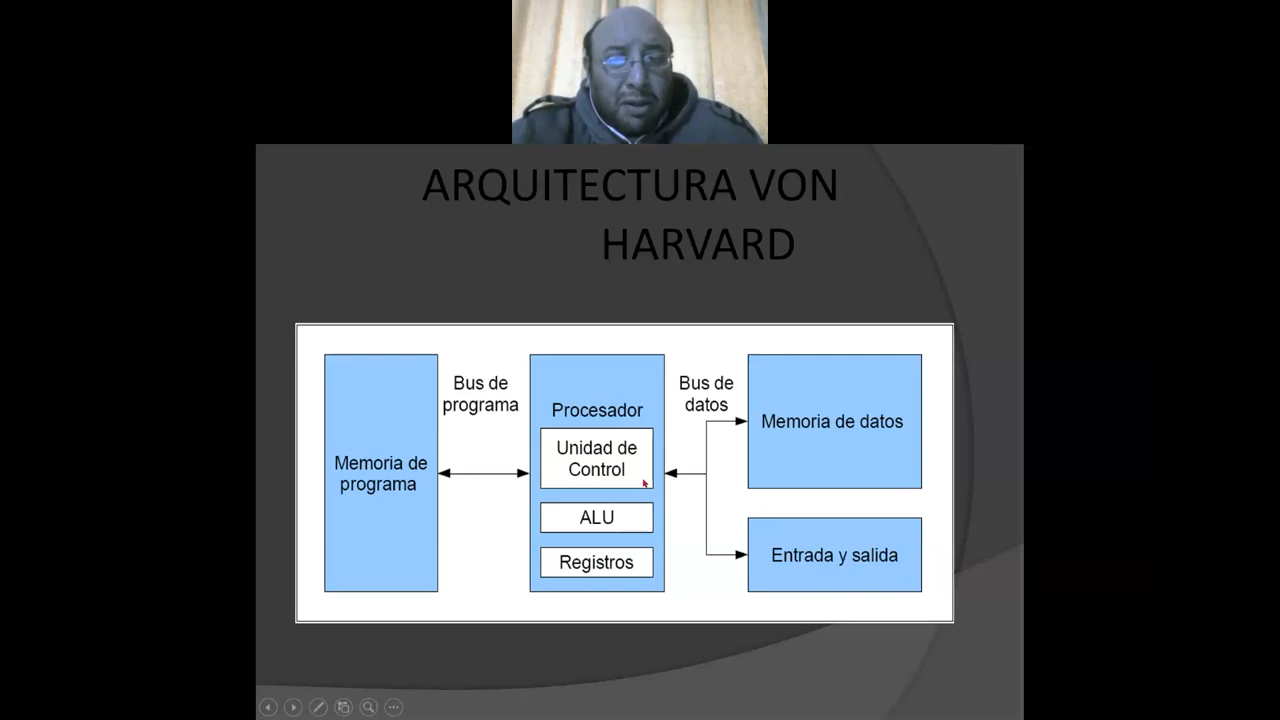 ARQUITECTURA VON
HARVARD
Bus de
programa
Bus de
datos
Procesador
Memoria de datos
Unidad de
Control
Memoria de
programa
ALU
Entrada y salida
Registros